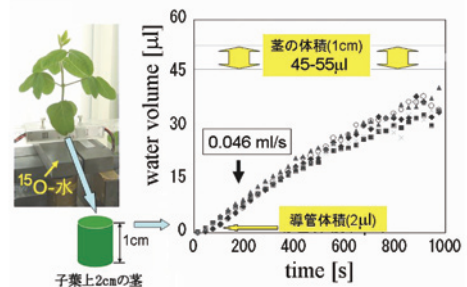 ¹⁵O-水
1cm
子葉上2cmの茎
water volume [µl]
60
45
30
15
0
茎の体積(1cm)
45-55µl
0.046 ml/s
導管体積(2µl)
0 200 400 600 800 1000
time [s]